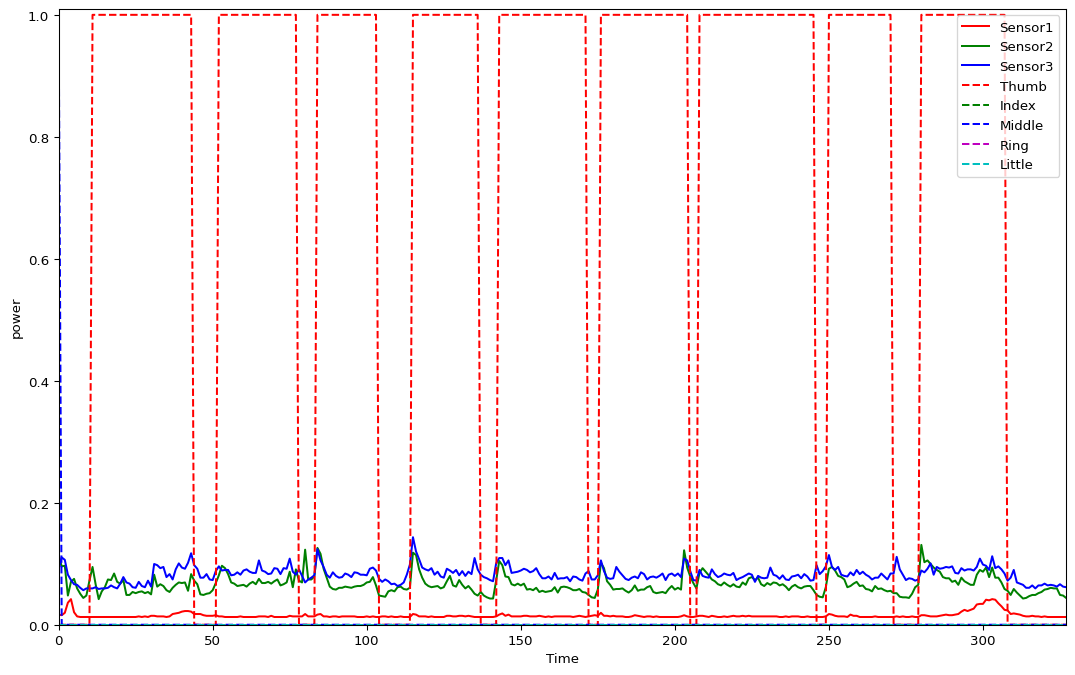 1.0
0.8
0.6
0.4
0.2
0.0
power
0
50
100
150
200
250
300
Time
Sensor1
Sensor2
Sensor3
Thumb
Index
Middle
Ring
Little